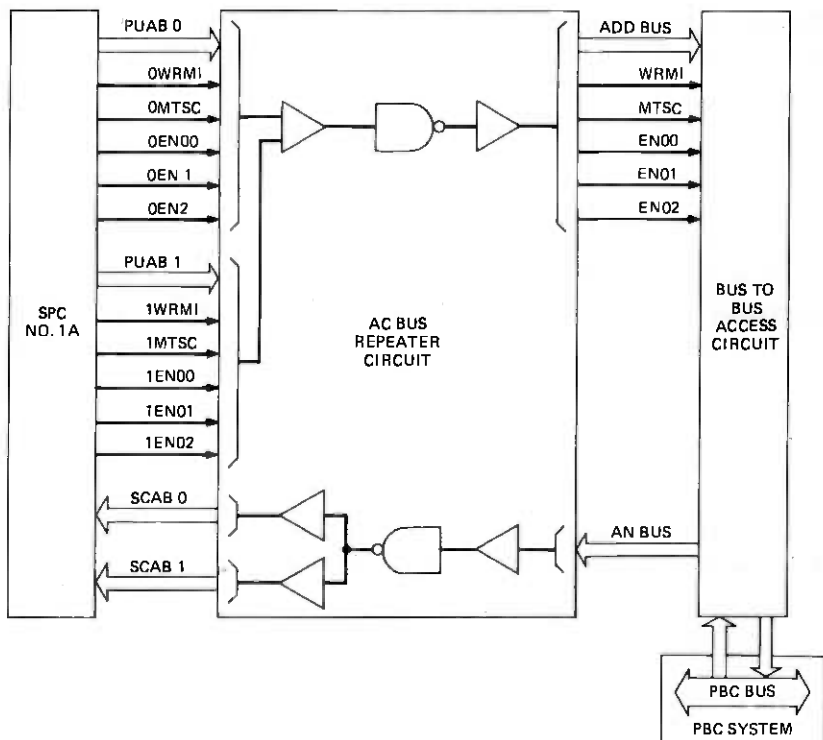 PUAB 0
0WRMI
0MTSC
0EN00
0EN 1
0EN2
PUAB 1
1WRMI
1MTSC
1EN00
1EN01
1EN02
SCAB 0
SCAB 1
SPC
NO. 1A
AC BUS
REPEATER
CIRCUIT
ADD BUS
WRMI
MTSC
EN00
EN01
EN02
AN BUS
BUS TO
BUS
ACCESS
CIRCUIT
PBC BUS
PBC SYSTEM